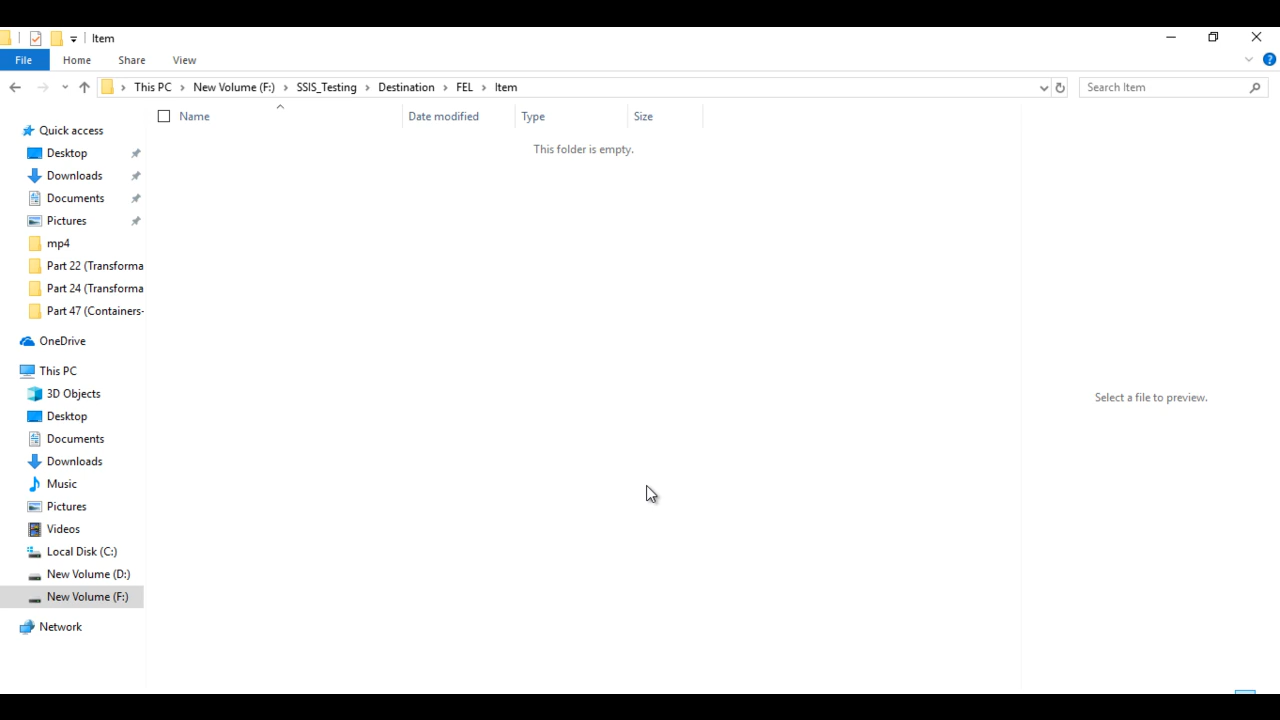 Item
File Home Share View
This PC New Volume (F:) SSIS_Testing Destination FEL Item Search Item
Name Date modified Type Size
This folder is empty.
Quick access
Desktop
Downloads
Documents
Pictures
mp4
Part 22 (Transforma
Part 24 (Transforma
Part 47 (Containers-
OneDrive
This PC
3D Objects
Desktop
Documents
Downloads
Music
Pictures
Videos
Local Disk (C:)
New Volume (D:)
New Volume (F:)
Network
Select a file to preview.